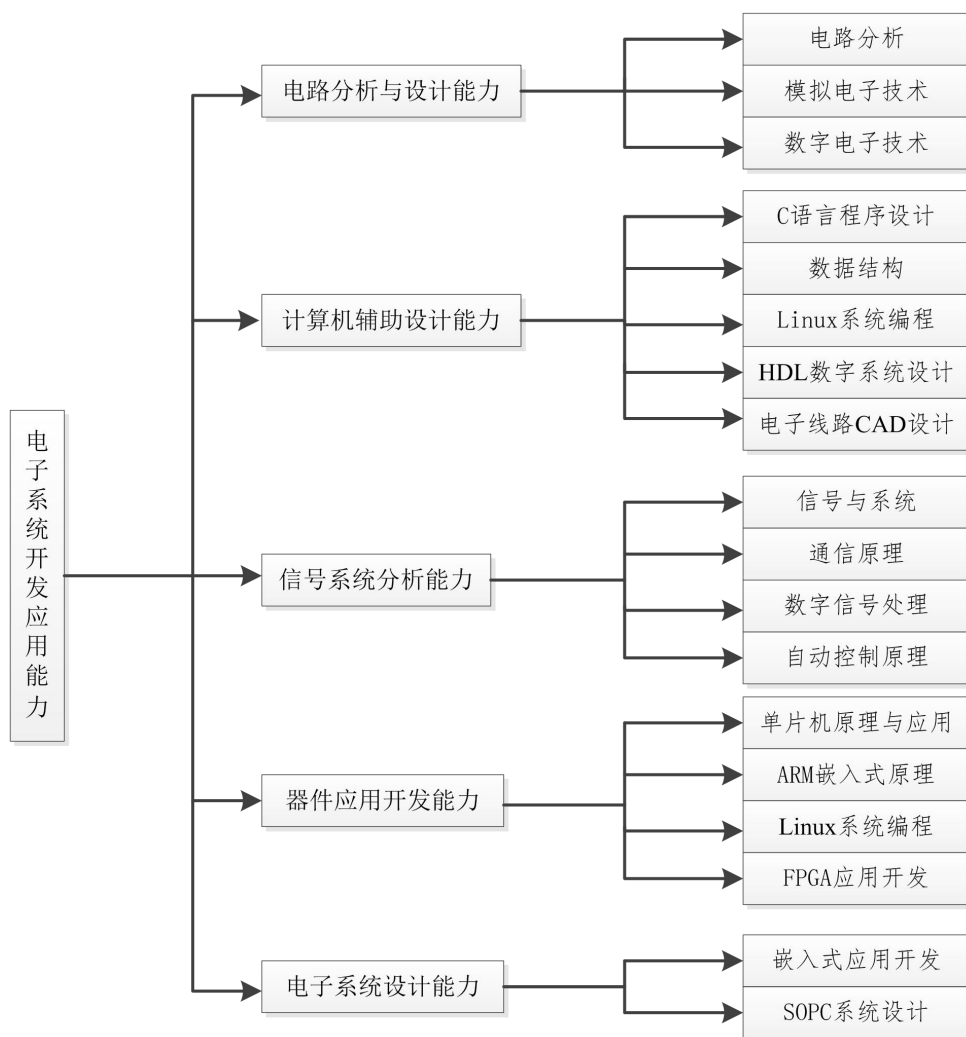 电子系统开发应用能力
电路分析与设计能力
电路分析
模拟电子技术
数字电子技术
计算机辅助设计能力
C语言程序设计
数据结构
Linux系统编程
HDL数字系统设计
电子线路CAD设计
信号系统分析能力
信号与系统
通信原理
数字信号处理
自动控制原理
器件应用开发能力
单片机原理与应用
ARM嵌入式原理
Linux系统编程
FPGA应用开发
电子系统设计能力
嵌入式应用开发
SOPC系统设计